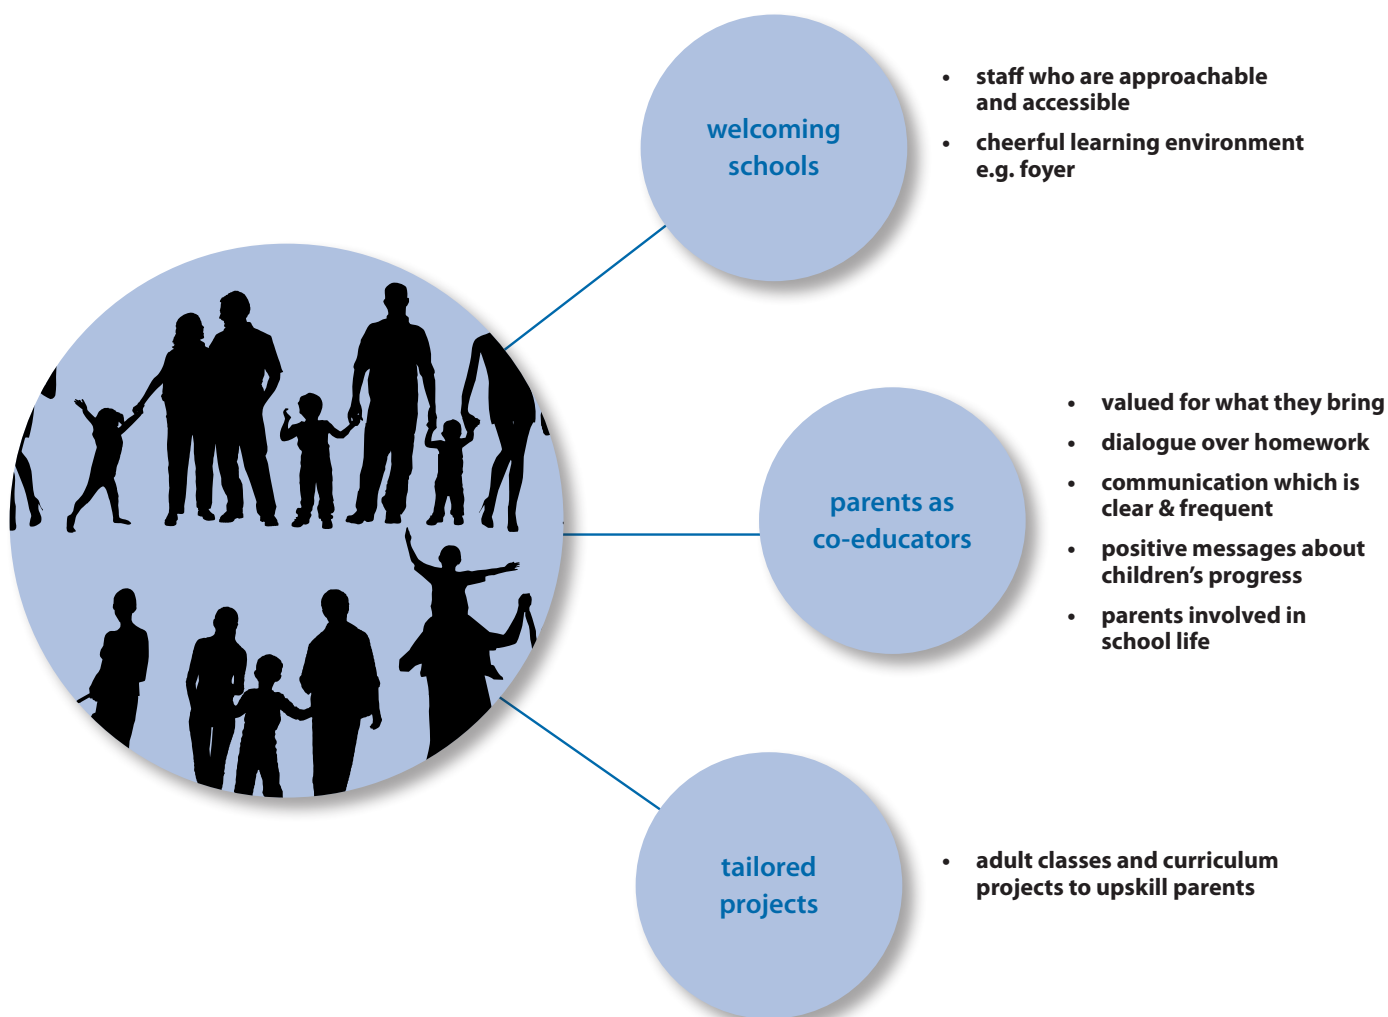 welcoming
schools
• staff who are approachable
and accessible
• cheerful learning environment
e.g. foyer
parents as
co-educators
• valued for what they bring
• dialogue over homework
• communication which is
clear & frequent
• positive messages about
children’s progress
• parents involved in
school life
tailored
projects
• adult classes and curriculum
projects to upskill parents